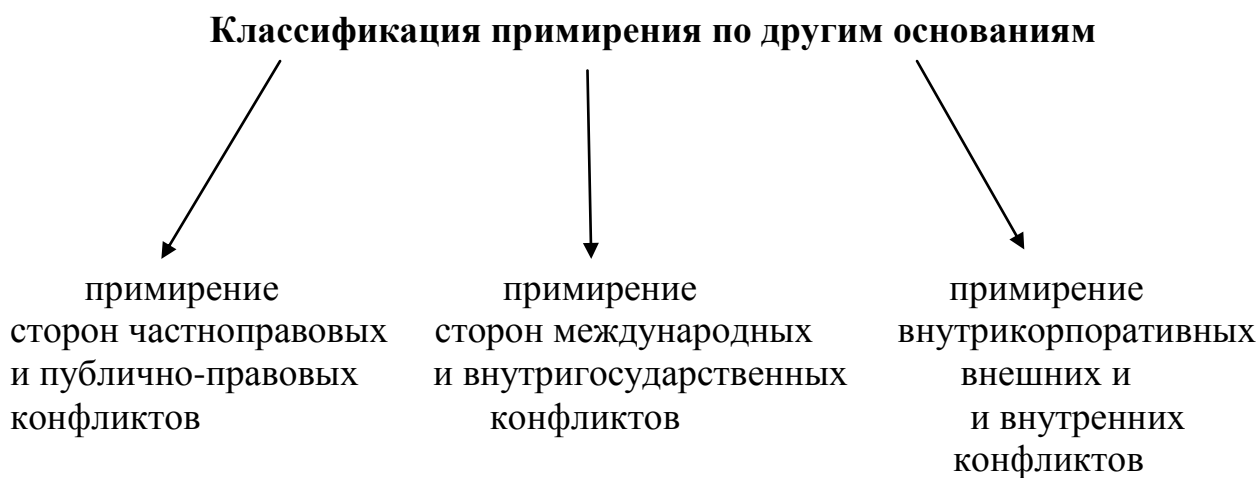 Классификация примирения по другим основаниям
примирение
сторон частноправовых
и публично-правовых
конфликтов
примирение
сторон международных
и внутригосударственных
конфликтов
примирение
внутрикорпоративных
внешних и
и внутренних
конфликтов